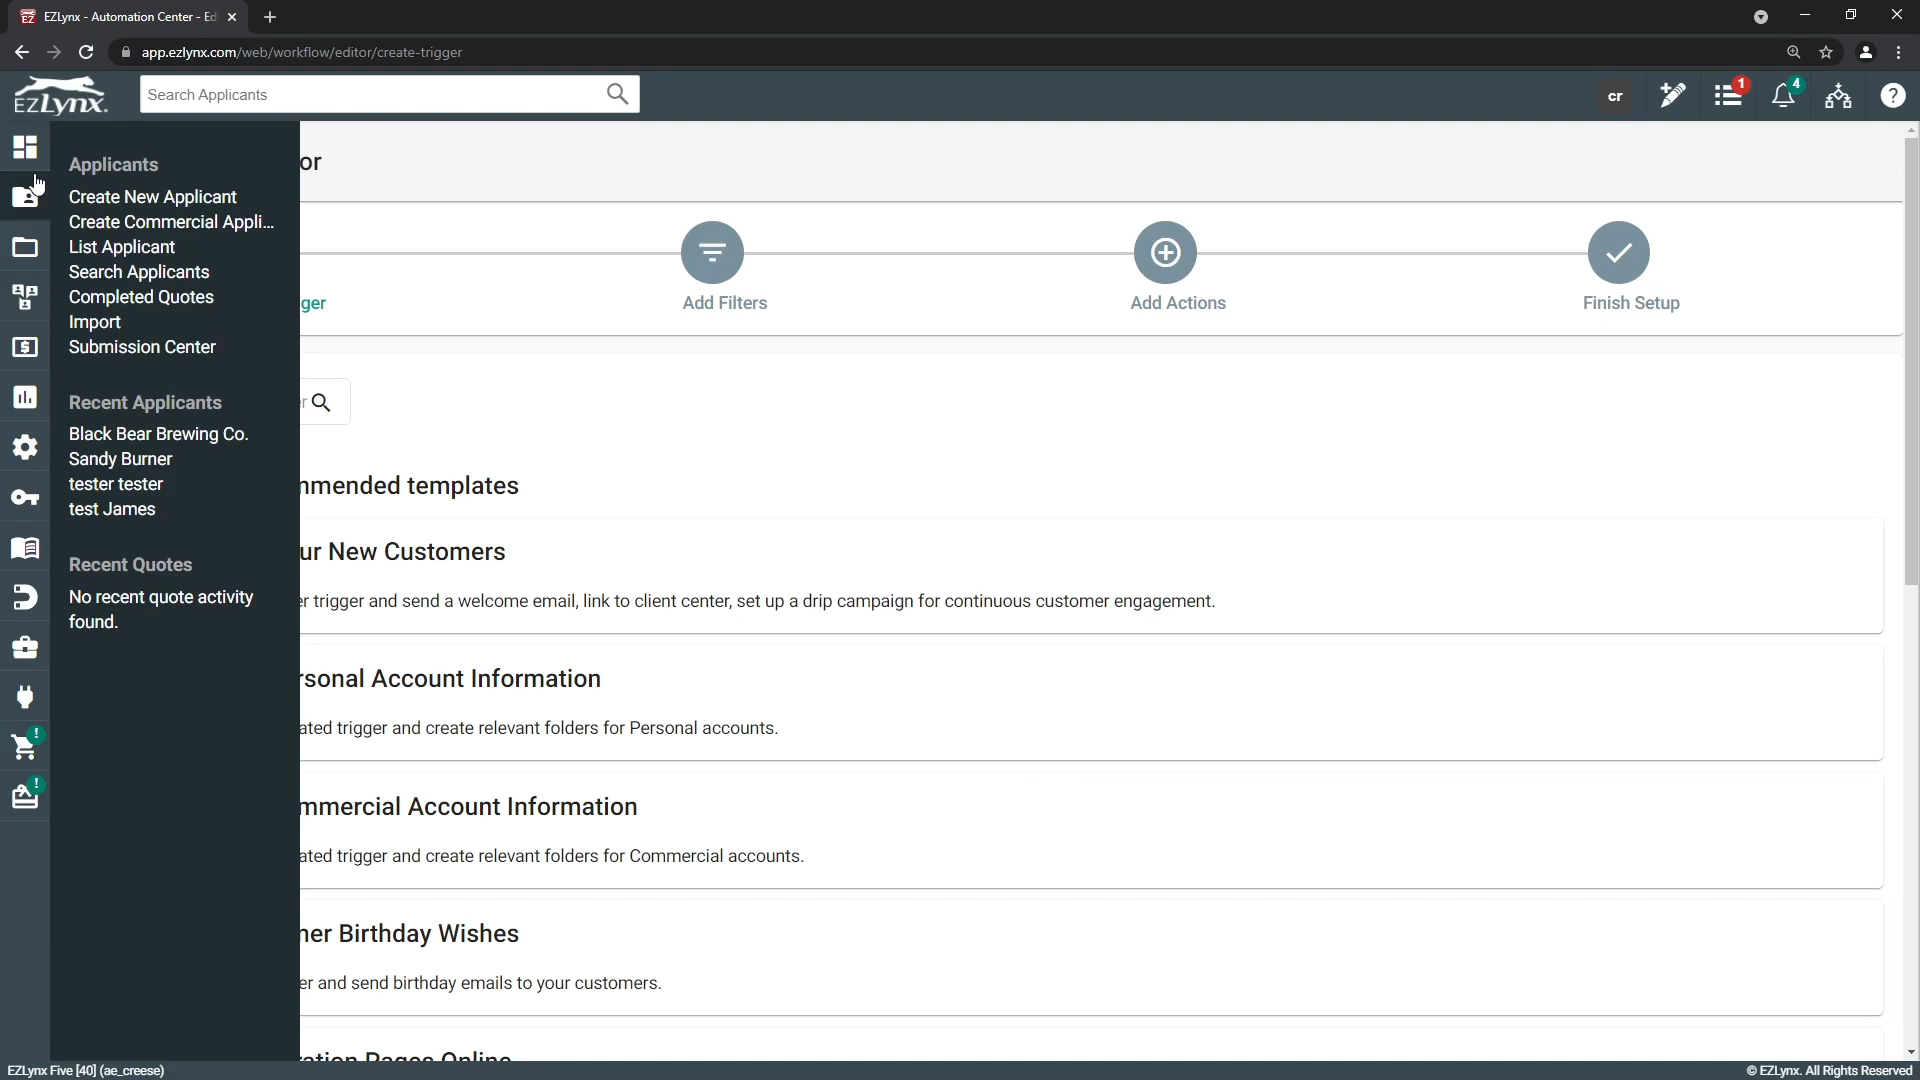 EZLynx - Automation Center - Ed
app.ezlynx.com/web/workflow/editor/create-trigger
EZLynx.
Search Applicants
cr
1
4
?
Applicants
Create New Applicant
Create Commercial Appli...
List Applicant
Search Applicants
Completed Quotes
Import
Submission Center
Recent Applicants
Black Bear Brewing Co.
Sandy Burner
tester tester
test James
Recent Quotes
No recent quote activity
found.
or
ger
Add Filters
Add Actions
Finish Setup
r
mmended templates
ur New Customers
er trigger and send a welcome email, link to client center, set up a drip campaign for continuous customer engagement.
rsonal Account Information
ated trigger and create relevant folders for Personal accounts.
mmercial Account Information
ated trigger and create relevant folders for Commercial accounts.
ner Birthday Wishes
er and send birthday emails to your customers.
Pages Online
EZLynx Five [40] (ae_creese)
© EZLynx. All Rights Reserved